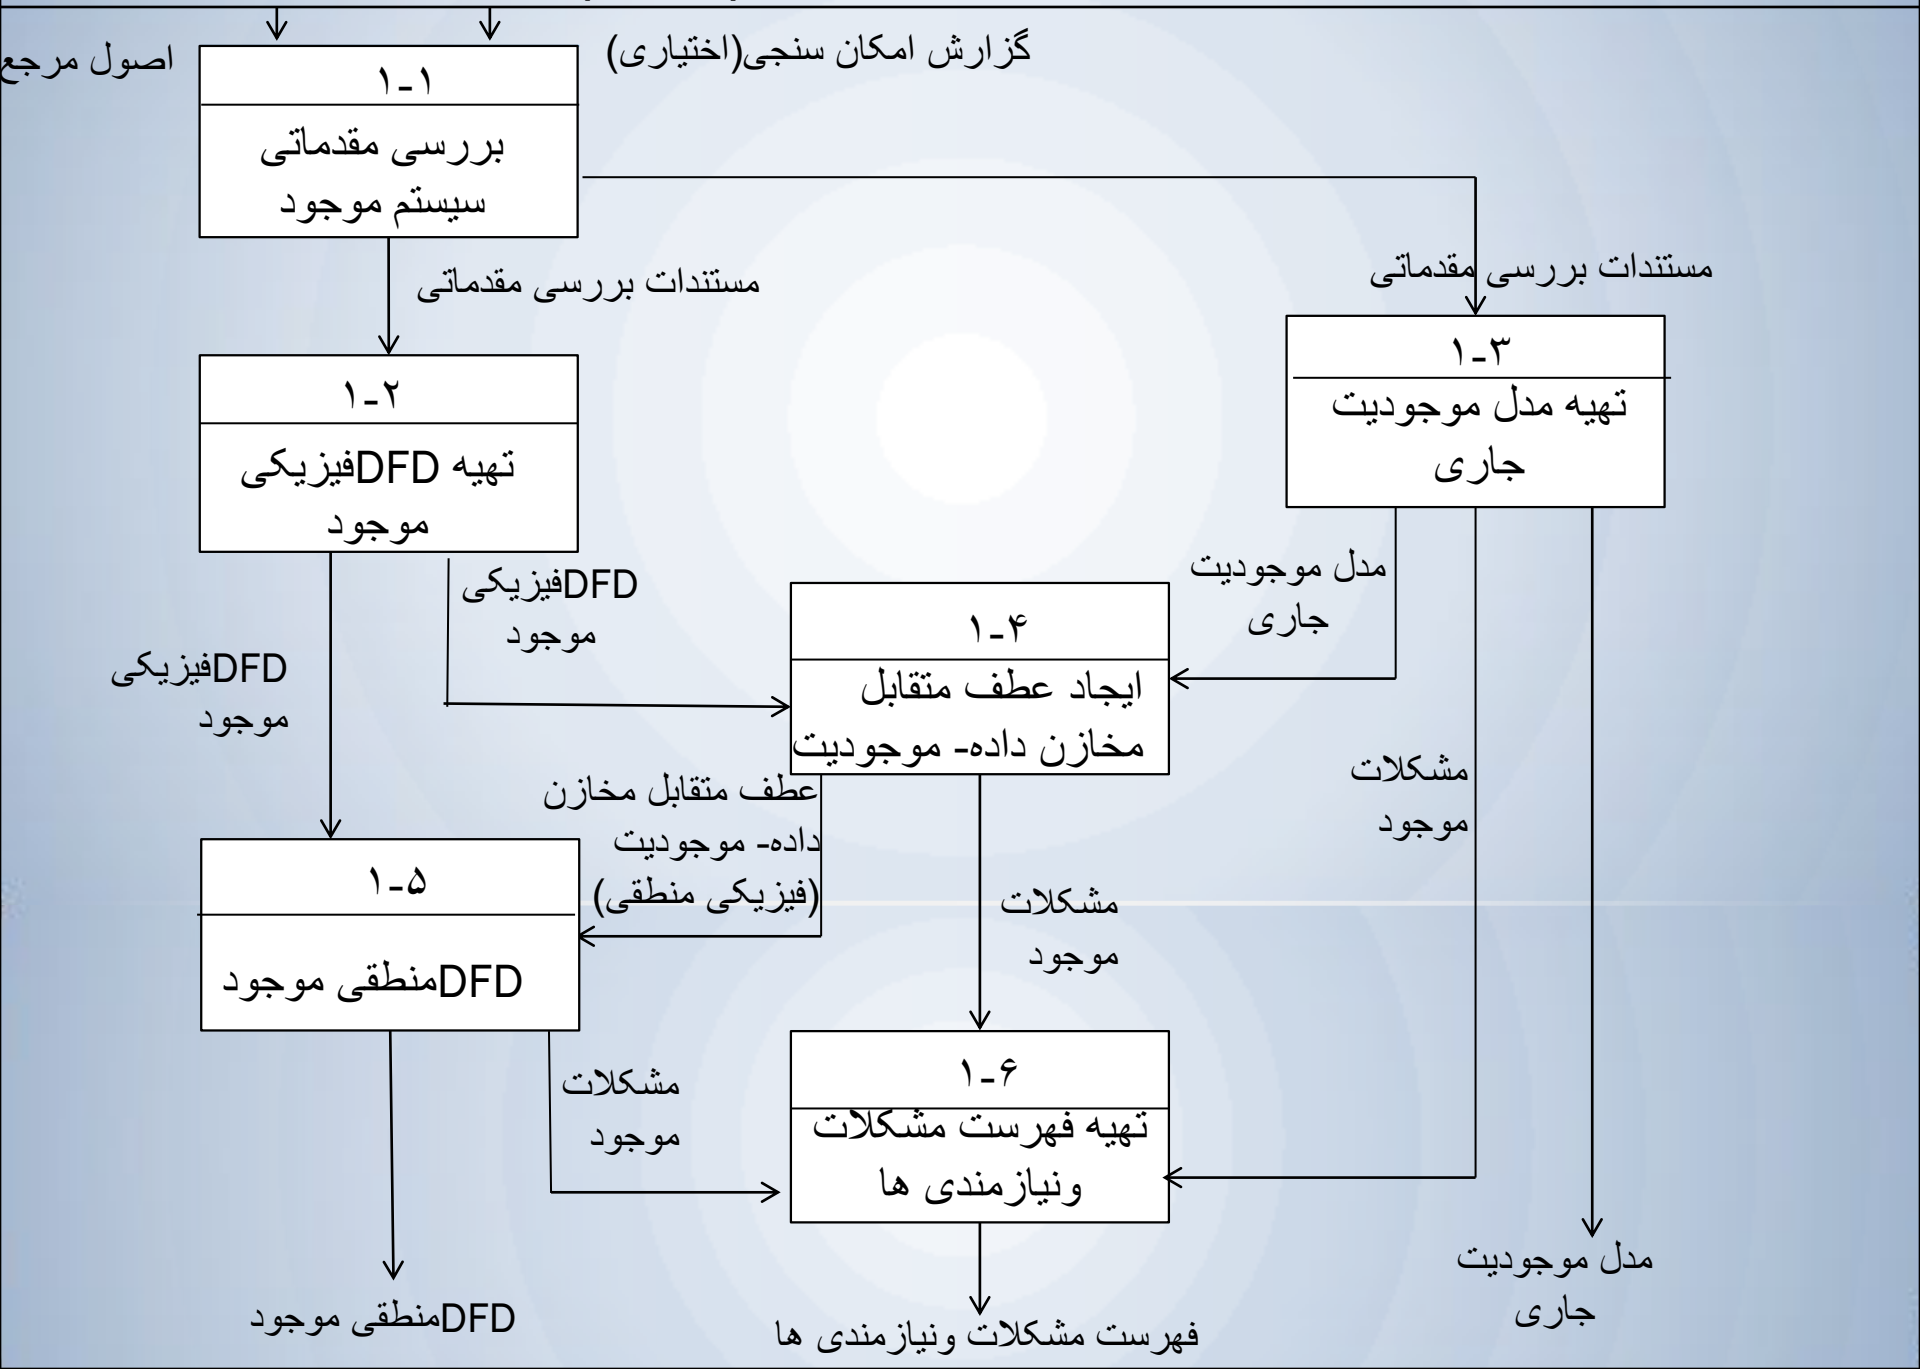 اصول مرجع
گزارش امکان سنجی(اختیاری)
۱-۱
بررسی مقدماتی
سیستم موجود
مستندات بررسی مقدماتی
مستندات بررسی مقدماتی
۱-۲
تهیه DFDفیزیکی
موجود
۱-۳
تهیه مدل موجودیت
جاری
DFDفیزیکی
موجود
DFDفیزیکی
موجود
مدل موجودیت
جاری
۱-۴
ایجاد عطف متقابل
مخازن داده- موجودیت
عطف متقابل مخازن
داده- موجودیت
(فیزیکی منطقی)
مشکلات
موجود
مشکلات
موجود
۱-۵
DFDمنطقی موجود
مشکلات
موجود
۱-۶
تهیه فهرست مشکلات
ونیازمندی ها
DFDمنطقی موجود
فهرست مشکلات ونیازمندی ها
مدل موجودیت
جاری